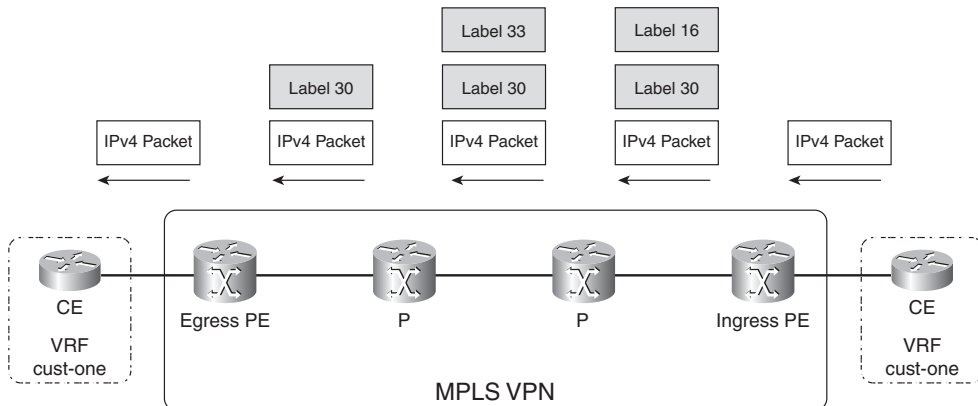 Label 33
Label 16
Label 30
Label 30
Label 30
IPv4 Packet
IPv4 Packet
IPv4 Packet
IPv4 Packet
IPv4 Packet
CE
VRF
cust-one
Egress PE
P
P
Ingress PE
CE
VRF
cust-one
MPLS VPN